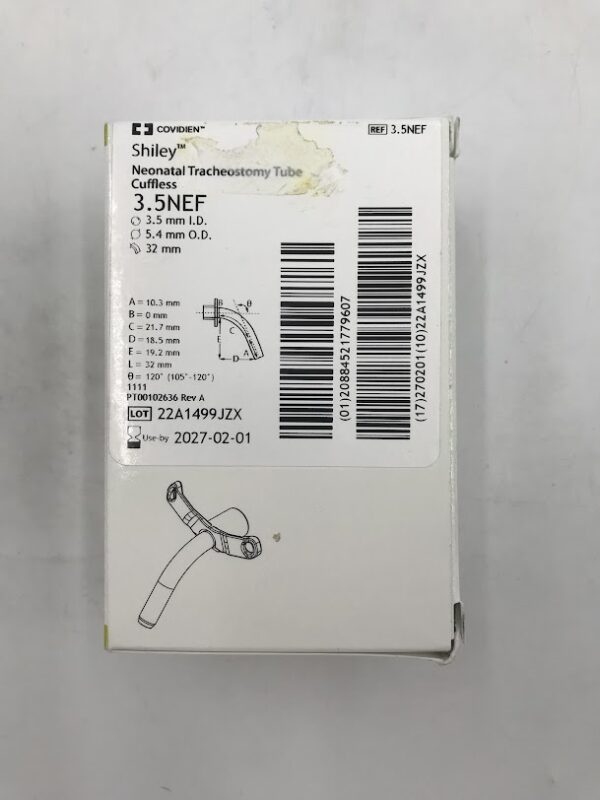 COVIDIEN™
REF 3.5NEF
Shiley™
Neonatal Tracheostomy Tube
Cuffless
3.5NEF
3.5 mm I.D.
5.4 mm O.D.
32 mm
A = 10.3 mm
B = 0 mm
C = 21.7 mm
D = 18.5 mm
E = 19.2 mm
L = 32 mm
θ = 120° (105°-120°)
1111
PT00102636 Rev A
B
θ
C
E
A
D
LOT 22A1499JZX
Use-by 2027-02-01
(01)20884521779607
(17)270201(10)22A1499JZX